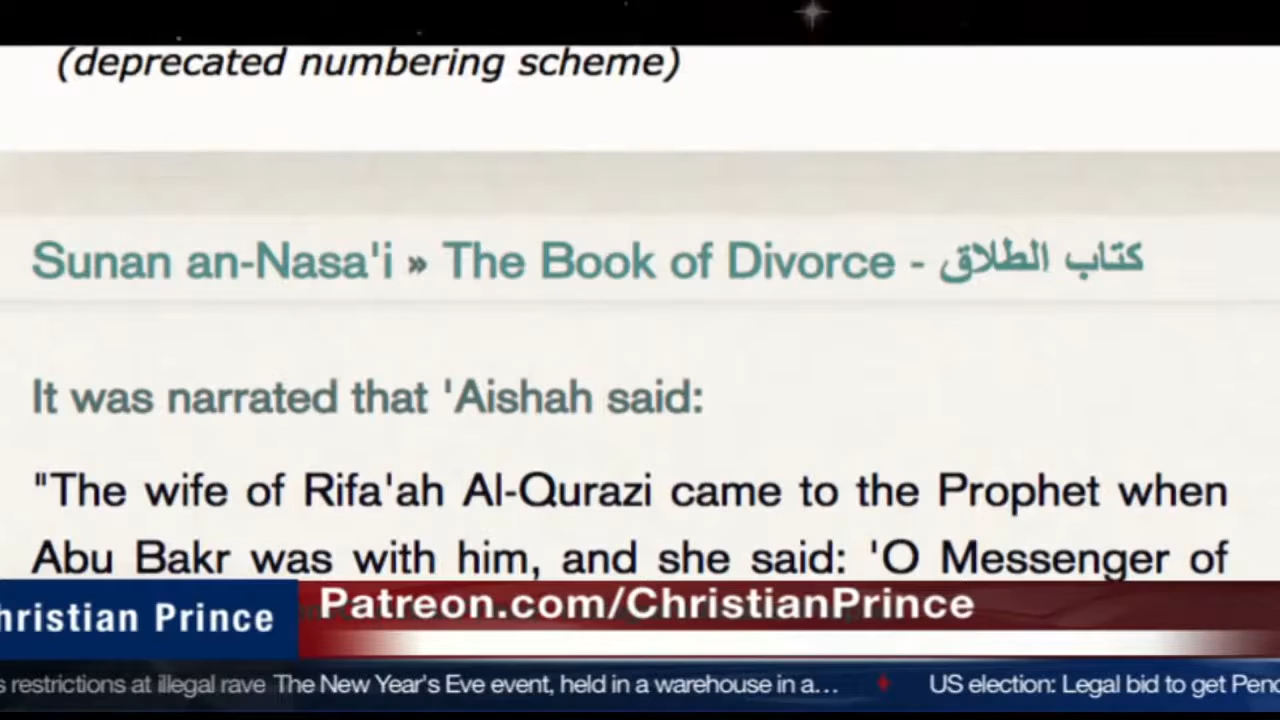 (deprecated numbering scheme)
Sunan an-Nasa'i » The Book of Divorce - كتاب الطلاق
It was narrated that 'Aishah said:
"The wife of Rifa'ah Al-Qurazi came to the Prophet when
Abu Bakr was with him, and she said: 'O Messenger of
hristian Prince
Patreon.com/ChristianPrince
s restrictions at illegal rave The New Year's Eve event, held in a warehouse in a... US election: Legal bid to get Penc